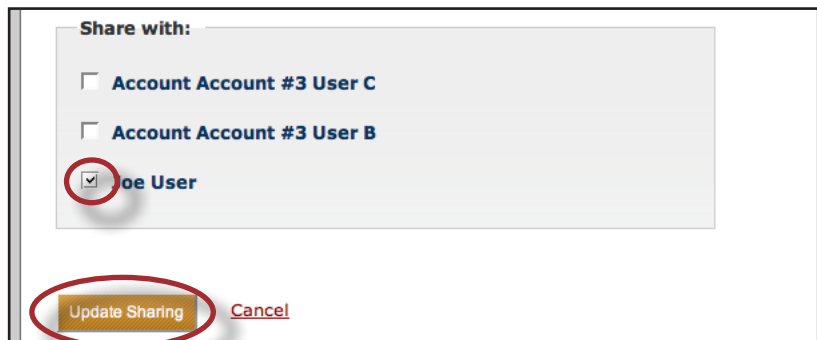 Share with:
Account Account #3 User C
Account Account #3 User B
Joe User
Update Sharing Cancel